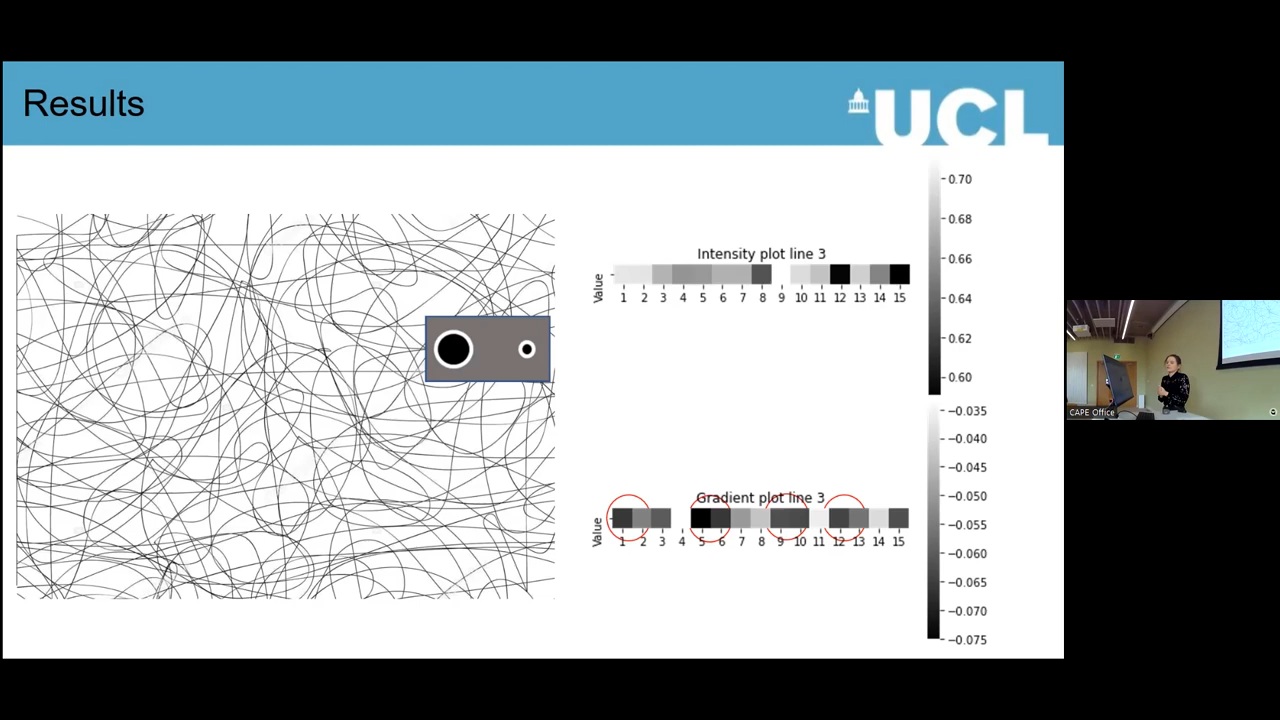 Results
UCL
Intensity plot line 3
Value
1 2 3 4 5 6 7 8 9 10 11 12 13 14 15
0.70
0.68
0.66
0.64
0.62
0.60
Gradient plot line 3
Value
1 2 3 4 5 6 7 8 9 10 11 12 13 14 15
−0.035
−0.040
−0.045
−0.050
−0.055
−0.060
−0.065
−0.070
−0.075
CAPE Office